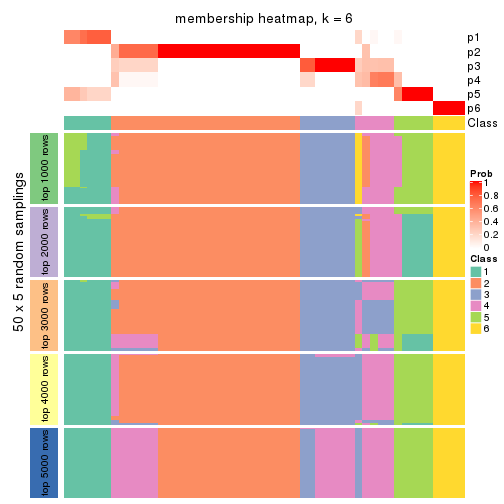 membership heatmap, k = 6
p1
p2
p3
p4
p5
p6
Class
50 x 5 random samplings
top 1000 rows
top 2000 rows
top 3000 rows
top 4000 rows
top 5000 rows
Prob
1
0.8
0.6
0.4
0.2
0
Class
1
2
3
4
5
6